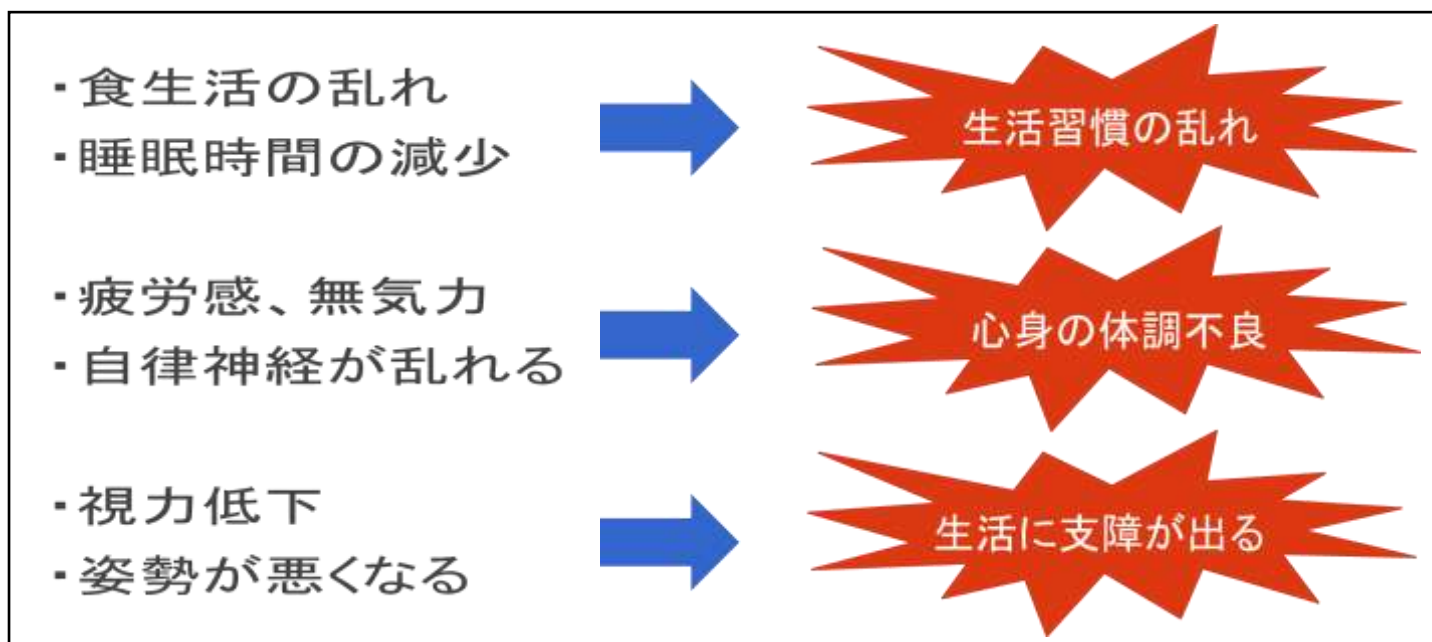 ・食生活の乱れ
・睡眠時間の減少
生活習慣の乱れ
・疲労感、無気力
・自律神経が乱れる
心身の体調不良
・視力低下
・姿勢が悪くなる
生活に支障が出る